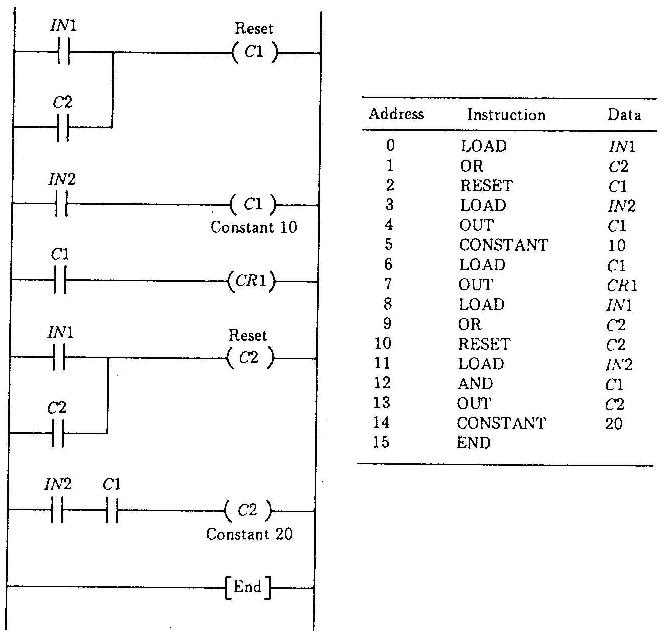 IN1
Reset
C1
C2
IN2
C1
Constant 10
C1
CR1
IN1
Reset
C2
C2
IN2 C1
C2
Constant 20
End
Address Instruction Data
0 LOAD IN1
1 OR C2
2 RESET C1
3 LOAD IN2
4 OUT C1
5 CONSTANT 10
6 LOAD C1
7 OUT CR1
8 LOAD IN1
9 OR C2
10 RESET C2
11 LOAD IN2
12 AND C1
13 OUT C2
14 CONSTANT 20
15 END